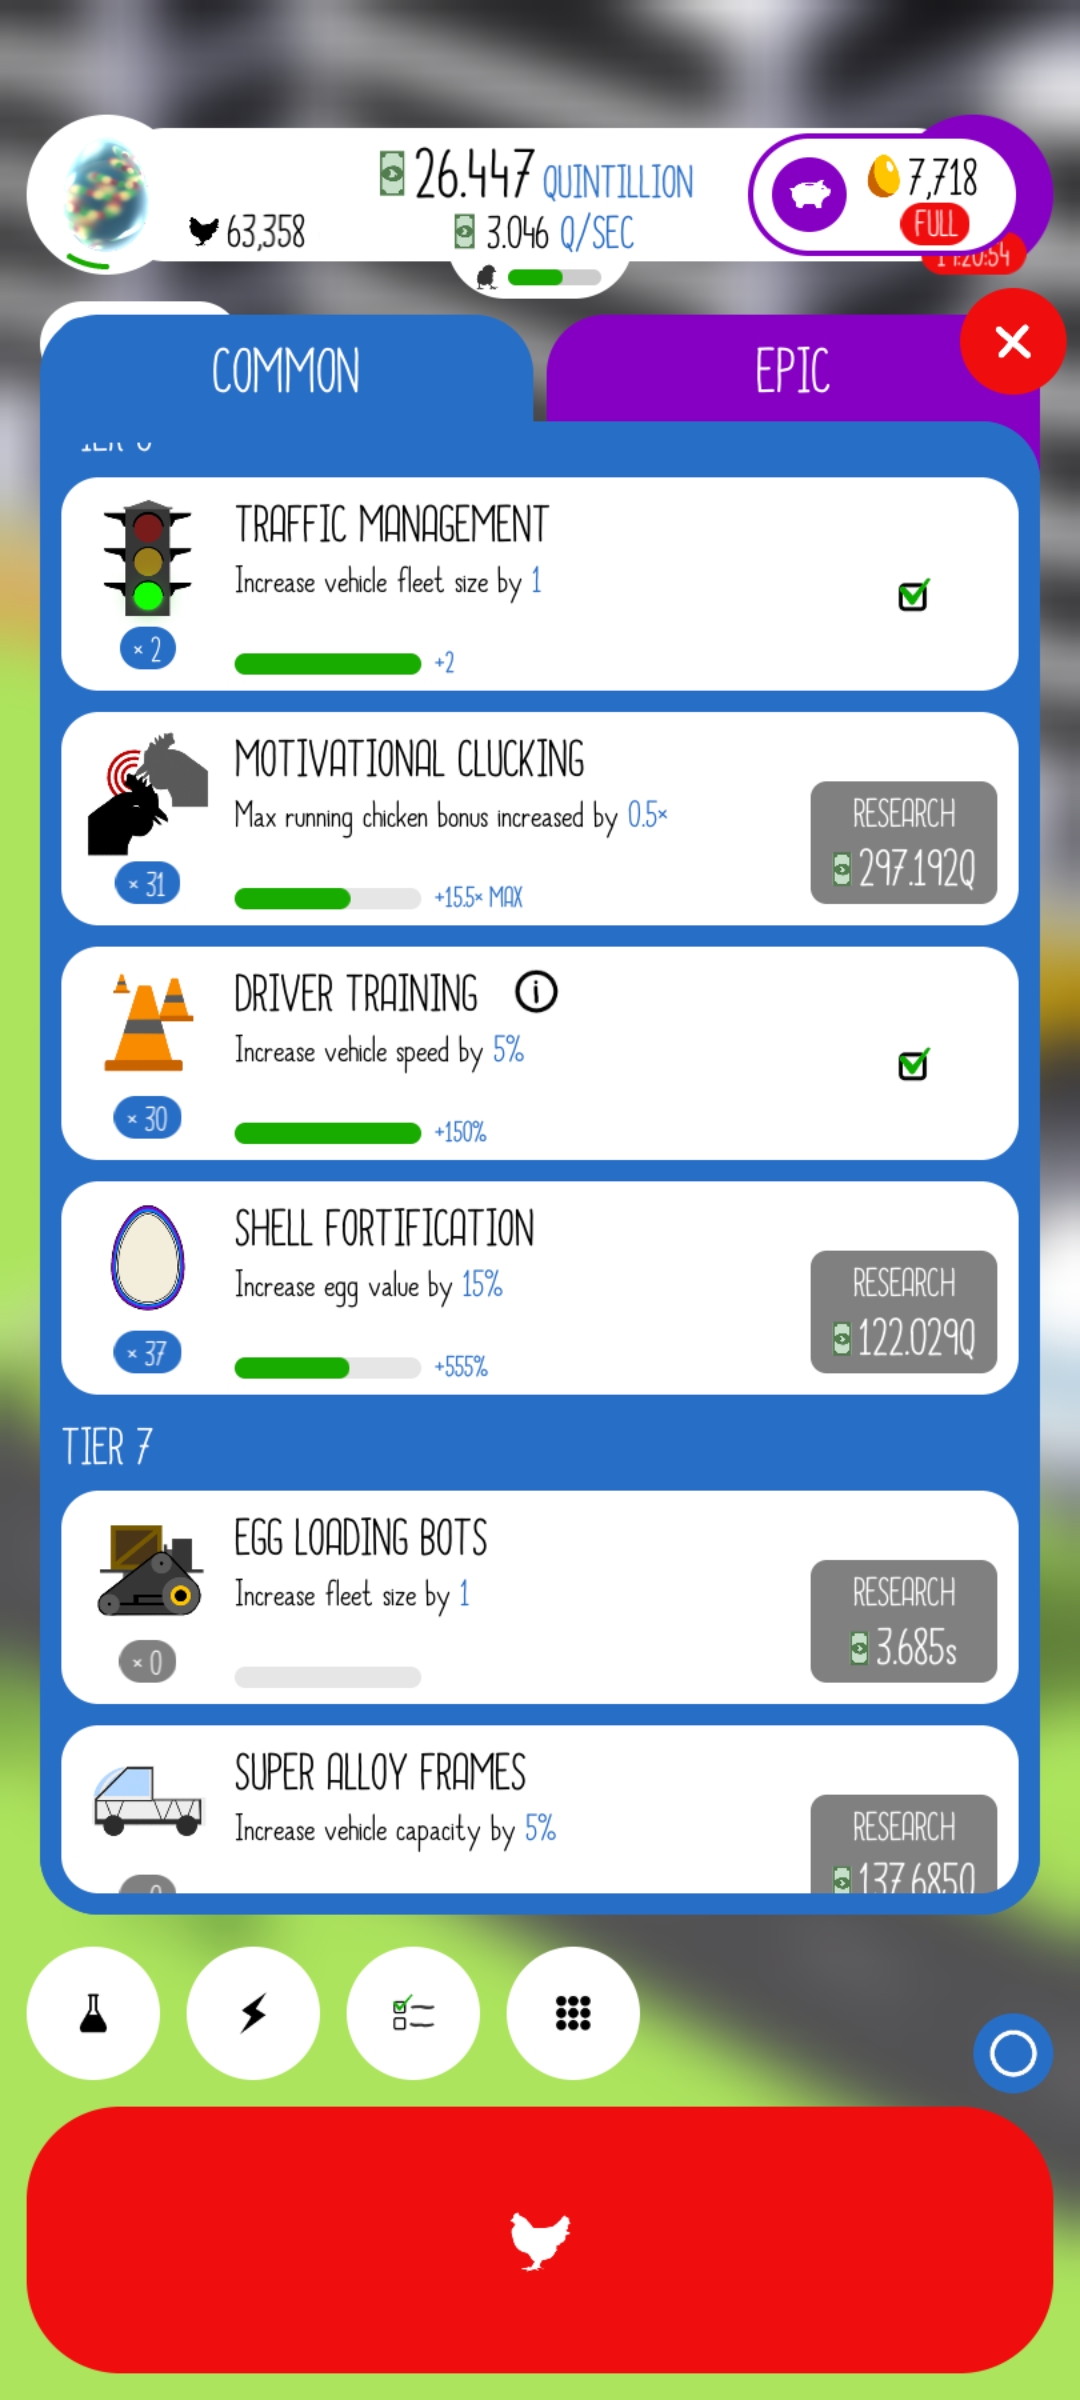 26.447 QUINTILLION
7,718
63,358
3.046 Q/SEC
FULL
COMMON
EPIC
TRAFFIC MANAGEMENT
Increase vehicle fleet size by 1
× 2
+2
MOTIVATIONAL CLUCKING
Max running chicken bonus increased by 0.5×
RESEARCH
297.192Q
× 31
+15.5× MAX
DRIVER TRAINING i
Increase vehicle speed by 5%
× 30
+150%
SHELL FORTIFICATION
Increase egg value by 15%
RESEARCH
122.029Q
× 37
+555%
TIER 7
EGG LOADING BOTS
Increase fleet size by 1
RESEARCH
3.685s
× 0
SUPER ALLOY FRAMES
Increase vehicle capacity by 5%
RESEARCH
137.685Q